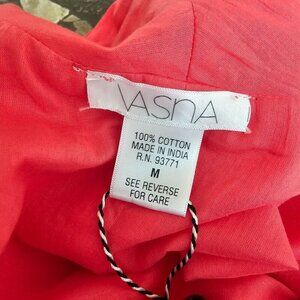 VASNA
100% COTTON
MADE IN INDIA
R.N. 93771
M
SEE REVERSE
FOR CARE